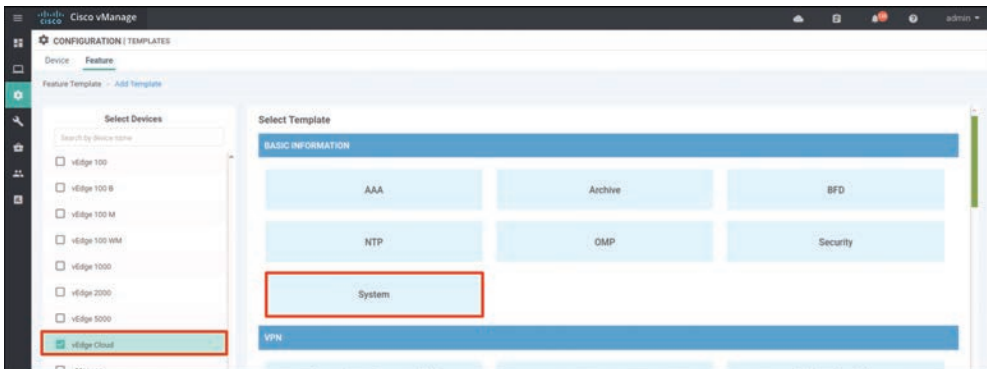 cisco Cisco vManage
admin
CONFIGURATION | TEMPLATES
Device Feature
Feature Template > Add Template
Select Devices
Search by device name
vEdge 100
vEdge 100 B
vEdge 100 M
vEdge 100 WM
vEdge 1000
vEdge 2000
vEdge 5000
vEdge Cloud
Select Template
BASIC INFORMATION
AAA
Archive
BFD
NTP
OMP
Security
System
VPN